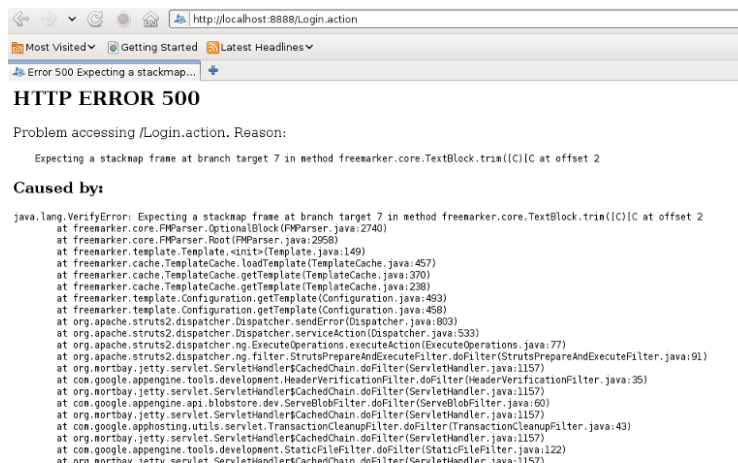 http://localhost:8888/Login.action
Most Visited Getting Started Latest Headlines
Error 500 Expecting a stackmap...
HTTP ERROR 500
Problem accessing /Login.action. Reason:
Expecting a stackmap frame at branch target 7 in method freemarker.core.TextBlock.trim([C)[C at offset 2
Caused by:
java.lang.VerifyError: Expecting a stackmap frame at branch target 7 in method freemarker.core.TextBlock.trim([C)[C at offset 2
at freemarker.core.FMParser.OptionalBlock(FMParser.java:2740)
at freemarker.core.FMParser.Root(FMParser.java:2958)
at freemarker.template.Template.<init>(Template.java:149)
at freemarker.cache.TemplateCache.loadTemplate(TemplateCache.java:457)
at freemarker.cache.TemplateCache.getTemplate(TemplateCache.java:370)
at freemarker.cache.TemplateCache.getTemplate(TemplateCache.java:238)
at freemarker.template.Configuration.getTemplate(Configuration.java:493)
at freemarker.template.Configuration.getTemplate(Configuration.java:458)
at org.apache.struts2.dispatcher.Dispatcher.sendError(Dispatcher.java:803)
at org.apache.struts2.dispatcher.Dispatcher.serviceAction(Dispatcher.java:533)
at org.apache.struts2.dispatcher.ng.ExecuteOperations.executeAction(ExecuteOperations.java:77)
at org.apache.struts2.dispatcher.ng.filter.StrutsPrepareAndExecuteFilter.doFilter(StrutsPrepareAndExecuteFilter.java:91)
at org.mortbay.jetty.servlet.ServletHandler$CachedChain.doFilter(ServletHandler.java:1157)
at com.google.appengine.tools.development.HeaderVerificationFilter.doFilter(HeaderVerificationFilter.java:35)
at org.mortbay.jetty.servlet.ServletHandler$CachedChain.doFilter(ServletHandler.java:1157)
at com.google.appengine.api.blobstore.dev.ServeBlobFilter.doFilter(ServeBlobFilter.java:60)
at org.mortbay.jetty.servlet.ServletHandler$CachedChain.doFilter(ServletHandler.java:1157)
at com.google.apphosting.utils.servlet.TransactionCleanupFilter.doFilter(TransactionCleanupFilter.java:43)
at org.mortbay.jetty.servlet.ServletHandler$CachedChain.doFilter(ServletHandler.java:1157)
at com.google.appengine.tools.development.StaticFileFilter.doFilter(StaticFileFilter.java:122)
at org.mortbay.jetty.servlet.ServletHandler$CachedChain.doFilter(ServletHandler.java:1157)